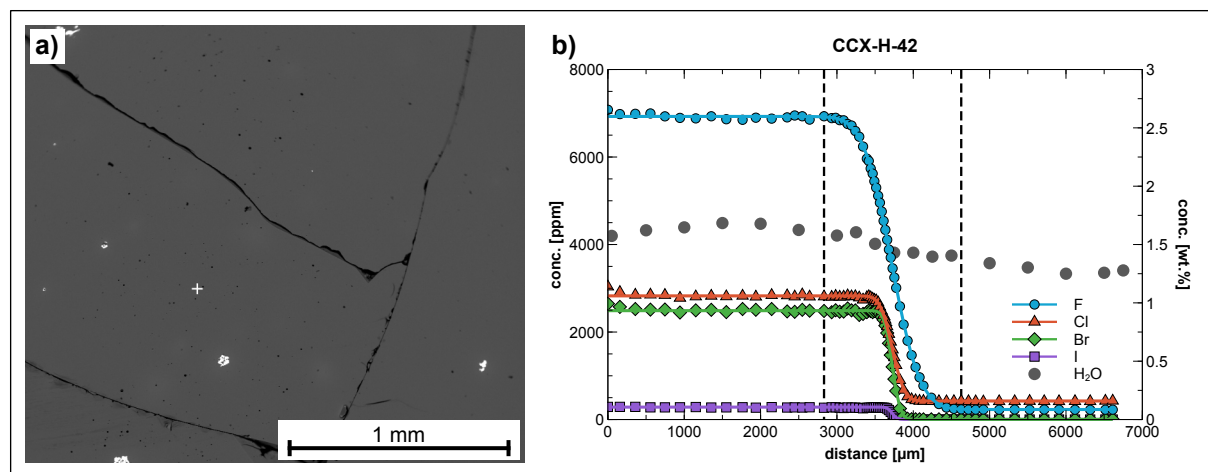 a)
1 mm
b)
CCX-H-42
8000
6000
4000
2000
0
conc. [ppm]
3
2.5
2
1.5
1
0.5
0
conc. [wt.%]
F
Cl
Br
I
H₂O
0 1000 2000 3000 4000 5000 6000 7000
distance [µm]